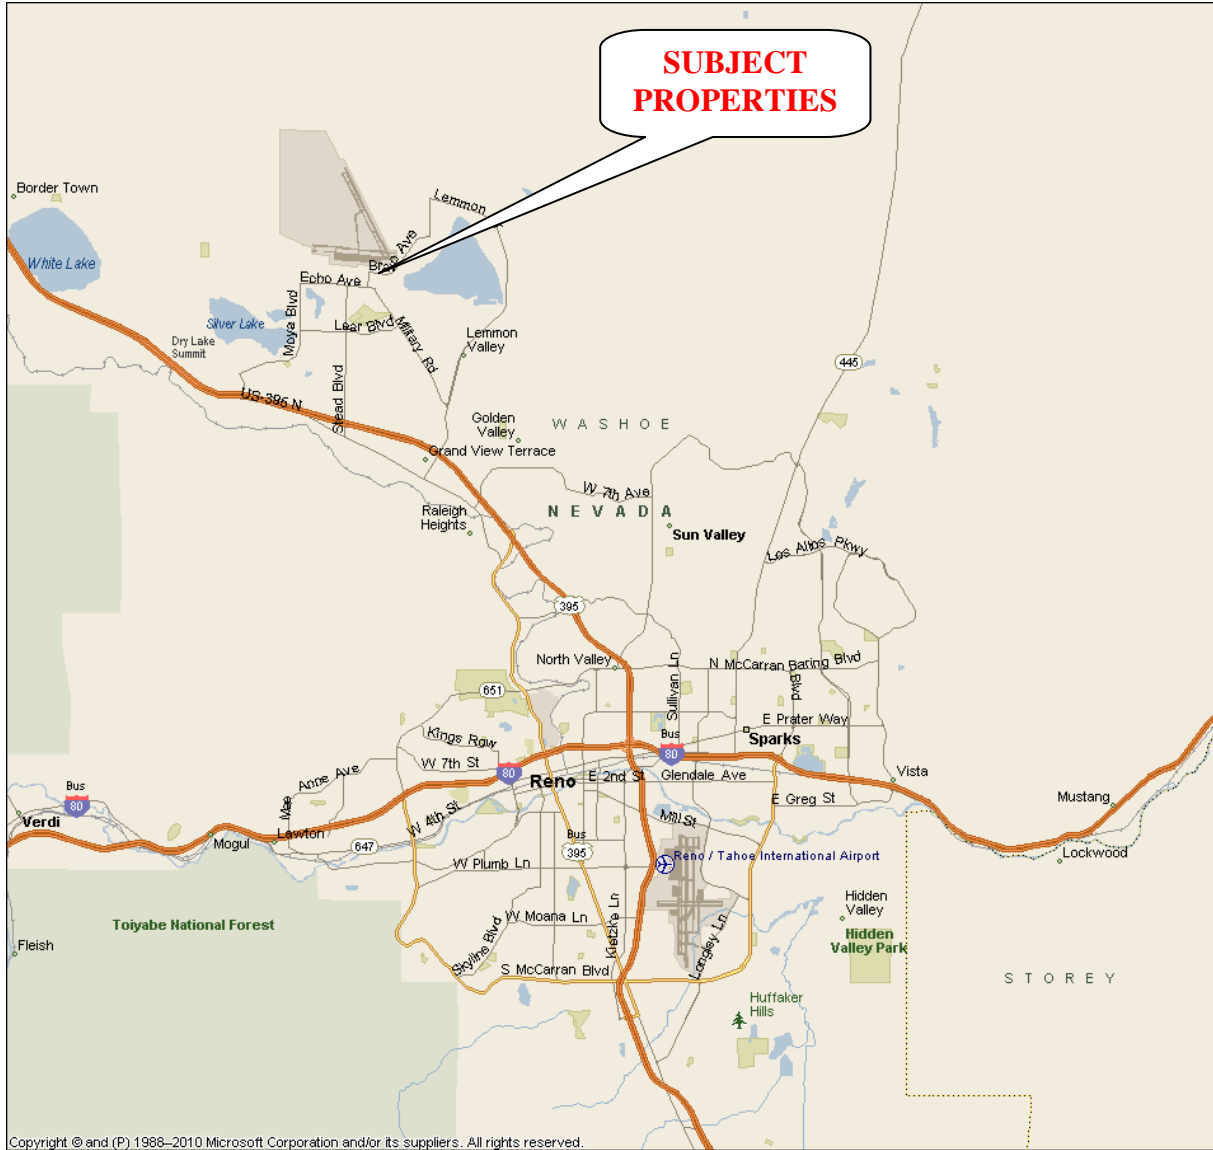 SUBJECT
PROPERTIES
Border Town
Lemmon
White Lake
Bravo Ave
Echo Ave
Moya Blvd
Silver Lake
Lear Blvd
Military Rd
Dry Lake
Summit
Lemmon
Valley
Stead Blvd
US-395 N
445
Golden
Valley
WASHOE
Grand View Terrace
W 7th Ave
NEVADA
Raleigh
Heights
Sun Valley
Los Altos Pkwy
395
North Valley
N McCarran
Baring Blvd
Sullivan Ln
Blvd
651
E Prater Way
Kings Row
Bus
80
Sparks
W 7th St
80
Reno
E 2nd St
Glendale Ave
Vista
Mae Anne Ave
Bus
80
E Greg St
Mustang
Verdi
W 4th St
Mill St
Lawton
Mogul
647
Bus
395
W Plumb Ln
Reno / Tahoe International Airport
Lockwood
Hidden
Valley
Toiyabe National Forest
W Moana Ln
Kietzke Ln
Longley Ln
Hidden
Valley Park
Fleish
Skyline Blvd
S McCarran Blvd
STOREY
Huffaker
Hills
Copyright © and (P) 1988–2010 Microsoft Corporation and/or its suppliers. All rights reserved.